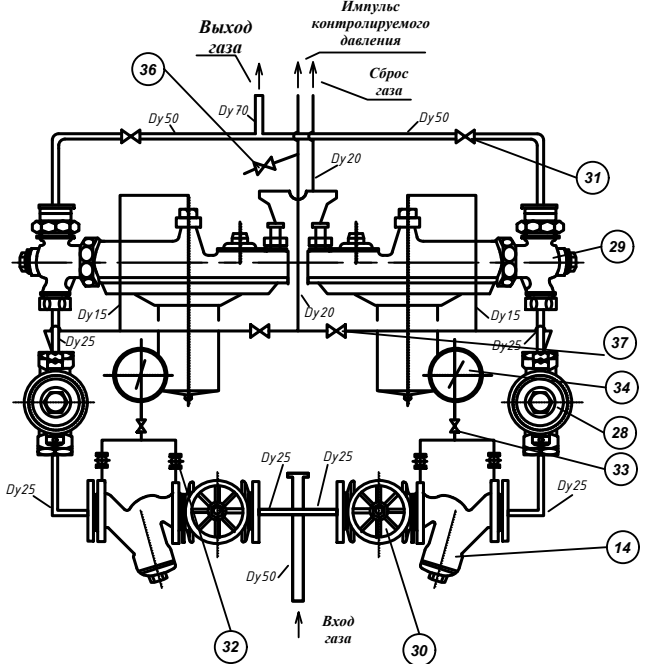 Импульс
контролируемого
давления
Выход
газа
Сброс
газа
36
Dy50
Dy70
Dy50
Dy20
31
29
Dy15
Dy20
Dy15
Dy25
Dy25
37
34
28
33
Dy25
Dy25
Dy25
Dy25
14
Dy50
Вход
газа
32
30